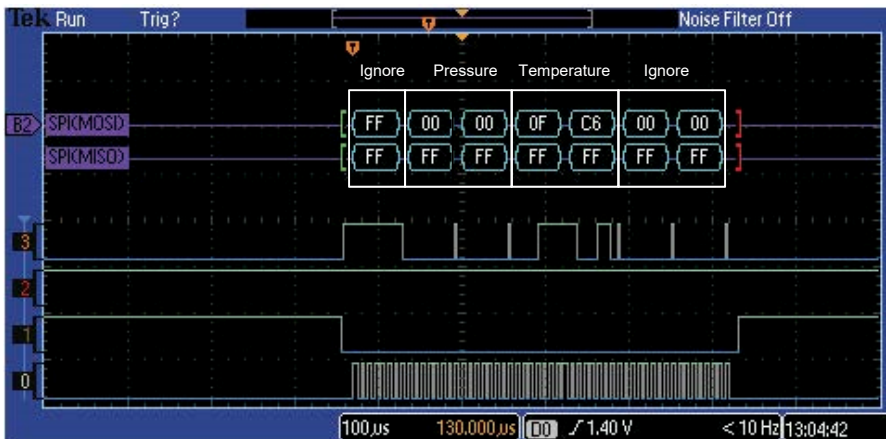 Tek Run Trig? Noise Filter Off
T
T
Ignore Pressure Temperature Ignore
B2 SPI(MOSI) FF 00 00 0F C6 00 00
SPI(MISO) FF FF FF FF FF FF FF
3
2
1
0
100µs 130.000µs D0 1.40 V < 10 Hz 13:04:42